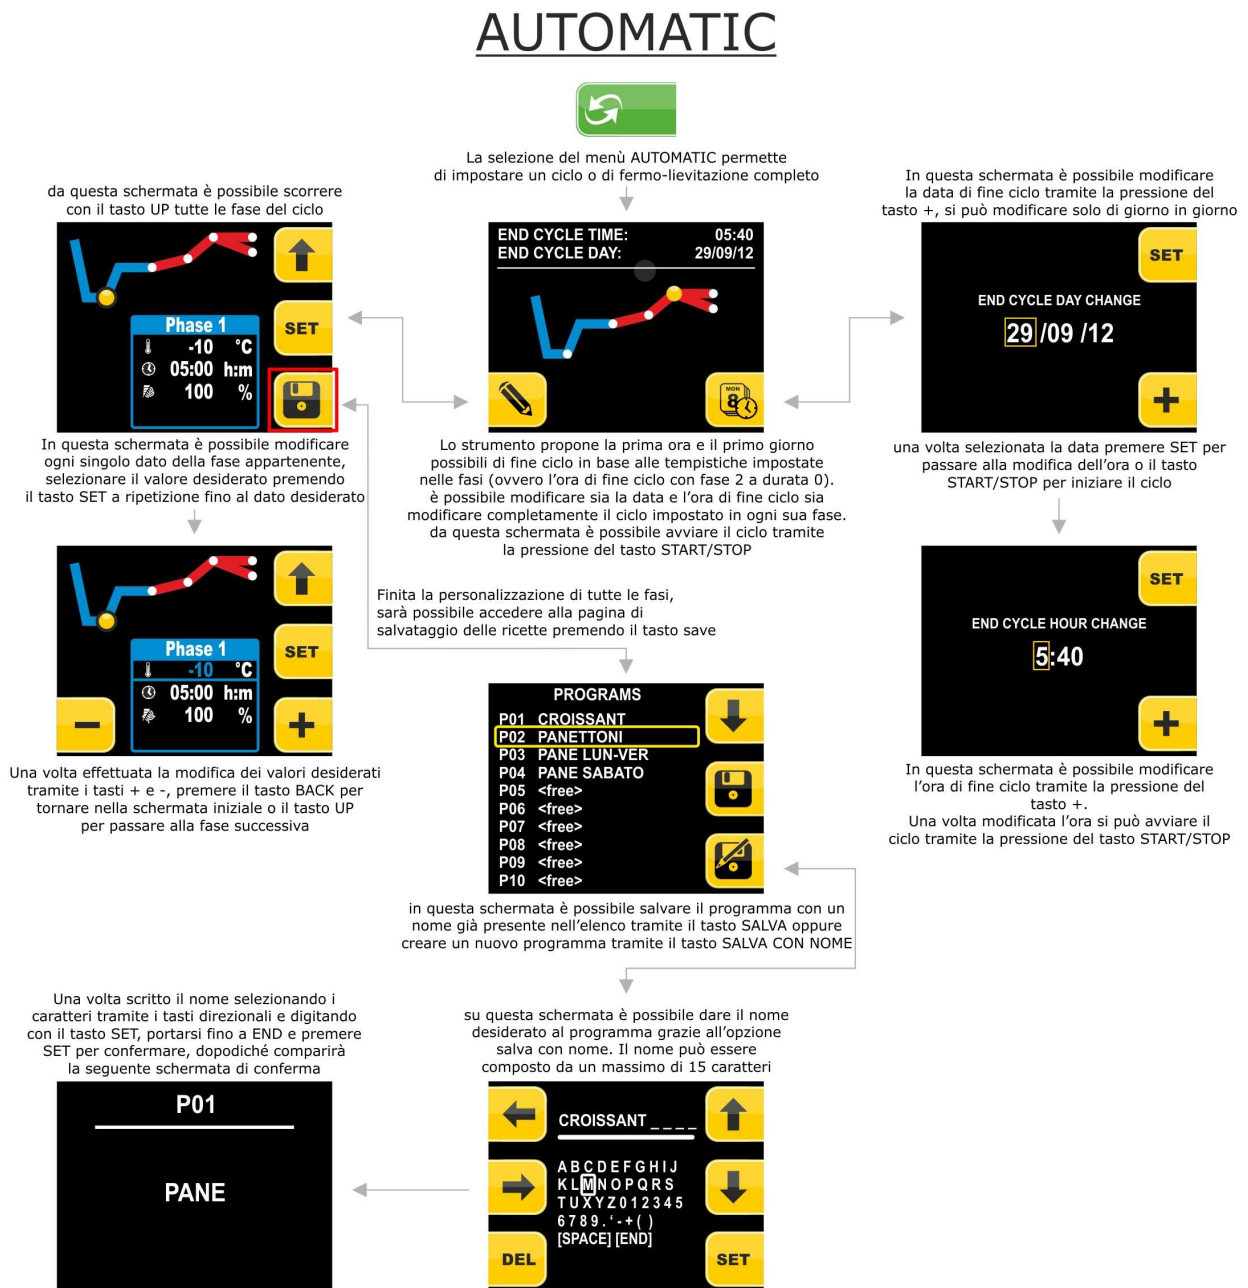 AUTOMATIC
La selezione del menù AUTOMATIC permette
di impostare un ciclo o di fermo-lievitazione completo
da questa schermata è possibile scorrere
con il tasto UP tutte le fase del ciclo
SET
Phase 1
-10 °C
05:00 h:m
100 %
In questa schermata è possibile modificare
ogni singolo dato della fase appartenente,
selezionare il valore desiderato premendo
il tasto SET a ripetizione fino al dato desiderato
SET
Phase 1
-10 °C
05:00 h:m
100 %
- +
Una volta effettuata la modifica dei valori desiderati
tramite i tasti + e -, premere il tasto BACK per
tornare nella schermata iniziale o il tasto UP
per passare alla fase successiva
END CYCLE TIME: 05:40
END CYCLE DAY: 29/09/12
MON
8
Lo strumento propone la prima ora e il primo giorno
possibili di fine ciclo in base alle tempistiche impostate
nelle fasi (ovvero l'ora di fine ciclo con fase 2 a durata 0).
è possibile modificare sia la data e l'ora di fine ciclo sia
modificare completamente il ciclo impostato in ogni sua fase.
da questa schermata è possibile avviare il ciclo tramite
la pressione del tasto START/STOP
In questa schermata è possibile modificare
la data di fine ciclo tramite la pressione del
tasto +, si può modificare solo di giorno in giorno
SET
END CYCLE DAY CHANGE
29 /09 /12
+
una volta selezionata la data premere SET per
passare alla modifica dell'ora o il tasto
START/STOP per iniziare il ciclo
SET
END CYCLE HOUR CHANGE
5:40
+
In questa schermata è possibile modificare
l'ora di fine ciclo tramite la pressione del
tasto +.
Una volta modificata l'ora si può avviare il
ciclo tramite la pressione del tasto START/STOP
Finita la personalizzazione di tutte le fasi,
sarà possibile accedere alla pagina di
salvataggio delle ricette premendo il tasto save
PROGRAMS
P01 CROISSANT
P02 PANETTONI
P03 PANE LUN-VER
P04 PANE SABATO
P05 <free>
P06 <free>
P07 <free>
P08 <free>
P09 <free>
P10 <free>
in questa schermata è possibile salvare il programma con un
nome già presente nell'elenco tramite il tasto SALVA oppure
creare un nuovo programma tramite il tasto SALVA CON NOME
su questa schermata è possibile dare il nome
desiderato al programma grazie all'opzione
salva con nome. Il nome può essere
composto da un massimo di 15 caratteri
CROISSANT _ _ _ _
A B C D E F G H I J
K L M N O P Q R S
T U X Y Z 0 1 2 3 4 5
6 7 8 9 . ‘ - + ( )
[SPACE] [END]
DEL
SET
Una volta scritto il nome selezionando i
caratteri tramite i tasti direzionali e digitando
con il tasto SET, portarsi fino a END e premere
SET per confermare, dopodiché comparirà
la seguente schermata di conferma
P01
PANE